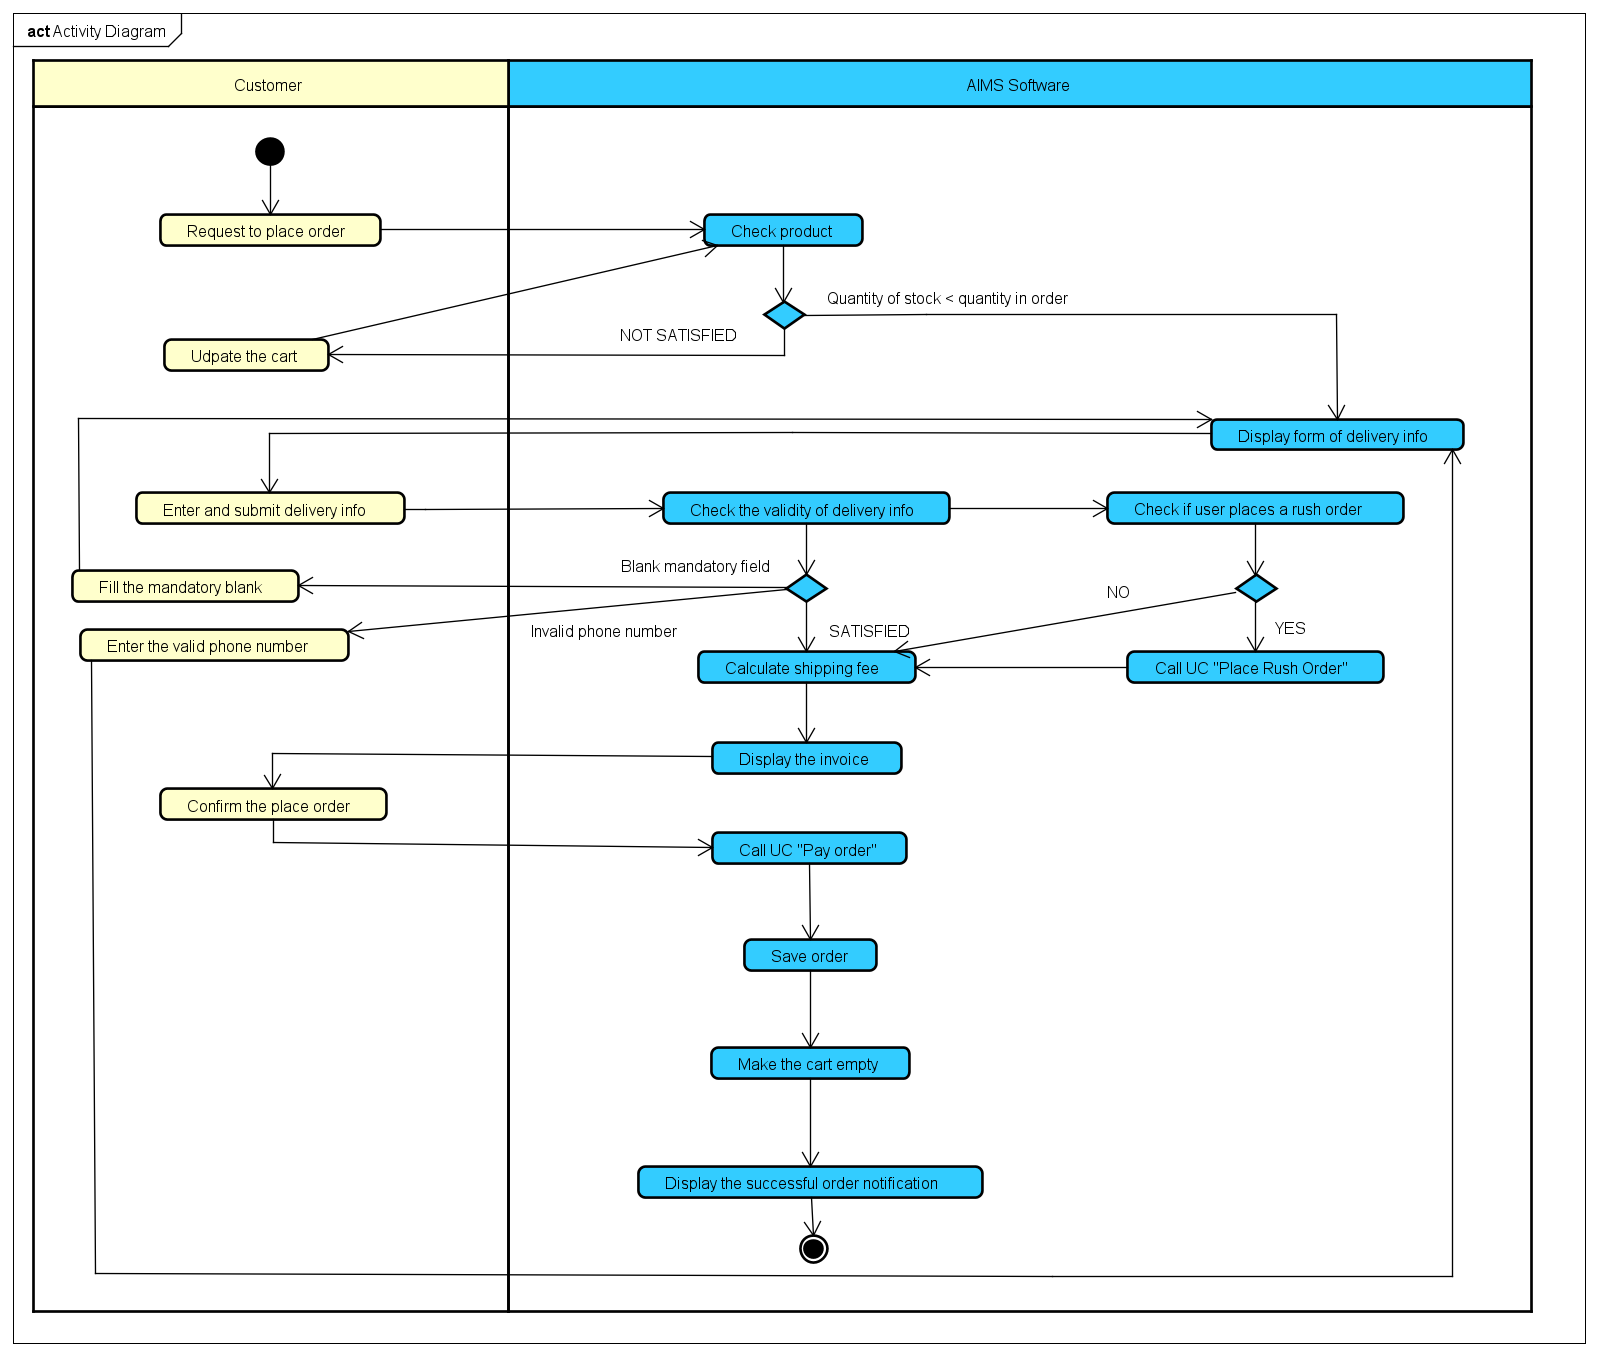 act Activity Diagram
Customer
AIMS Software
Request to place order
Check product
Quantity of stock < quantity in order
NOT SATISFIED
Udpate the cart
Display form of delivery info
Enter and submit delivery info
Check the validity of delivery info
Check if user places a rush order
Blank mandatory field
Fill the mandatory blank
NO
Invalid phone number
SATISFIED
YES
Enter the valid phone number
Calculate shipping fee
Call UC "Place Rush Order"
Display the invoice
Confirm the place order
Call UC "Pay order"
Save order
Make the cart empty
Display the successful order notification